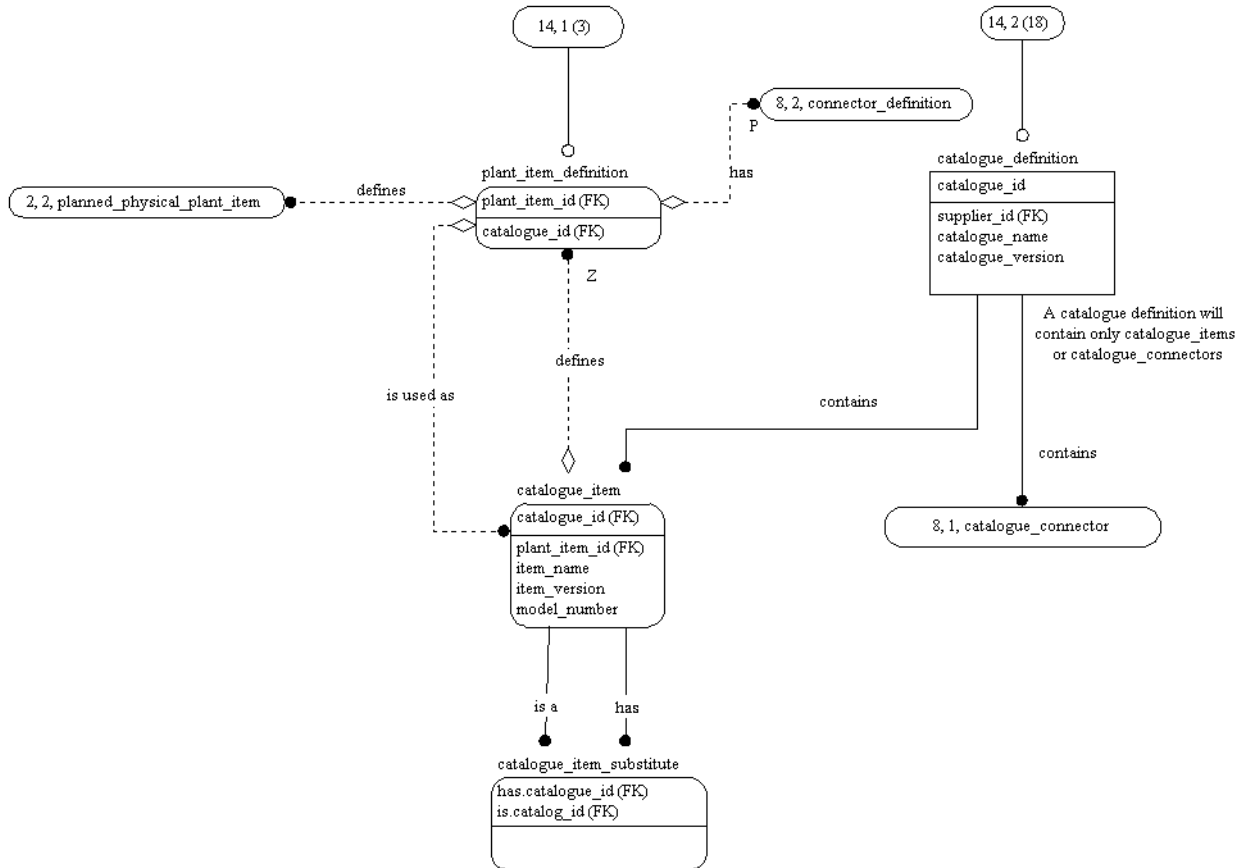 14, 1 (3)
14, 2 (18)
8, 2, connector_definition
P
plant_item_definition
has
catalogue_definition
defines
2, 2, planned_physical_plant_item
plant_item_id (FK)
catalogue_id (FK)
catalogue_id
supplier_id (FK)
catalogue_name
catalogue_version
Z
A catalogue definition will
contain only catalogue_items
or catalogue_connectors
defines
is used as
contains
contains
catalogue_item
catalogue_id (FK)
plant_item_id (FK)
item_name
item_version
model_number
8, 1, catalogue_connector
is a
has
catalogue_item_substitute
has.catalogue_id (FK)
is.catalog_id (FK)